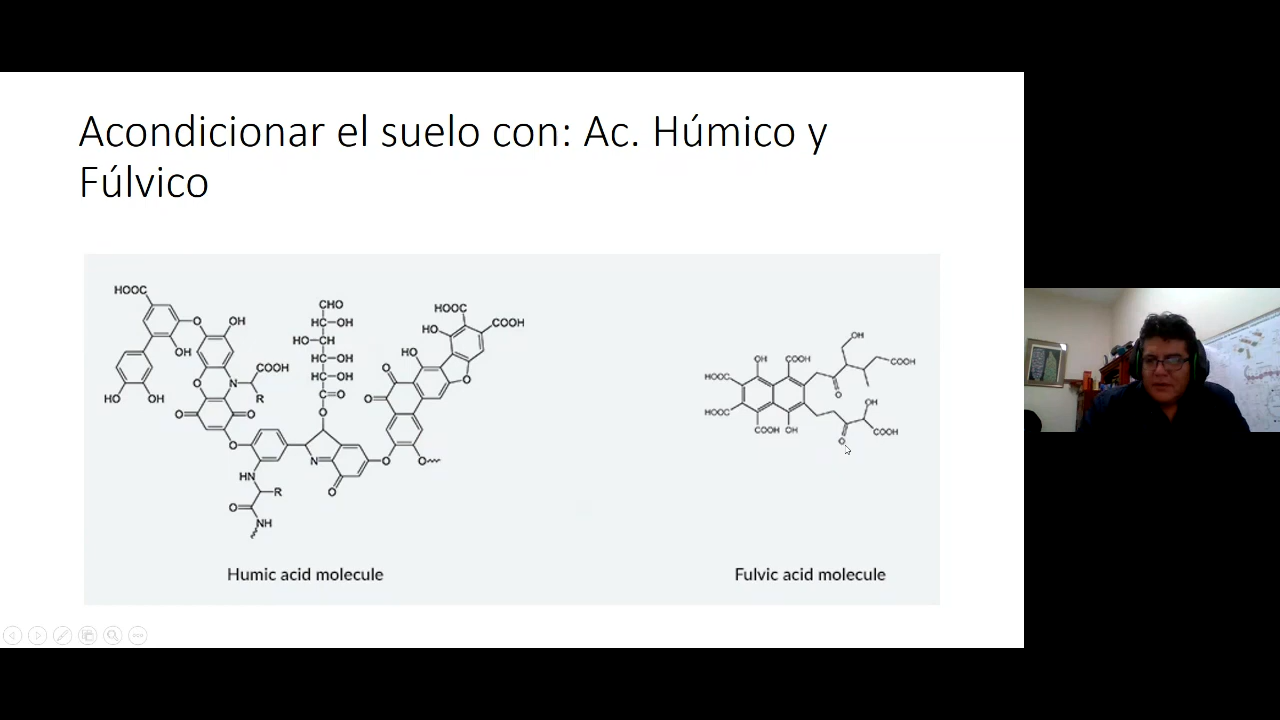 Acondicionar el suelo con: Ac. Húmico y
Fúlvico
HOOC
O
OH
OH
HO
OH
O
N
COOH
R
O
O
O
HN
R
O
NH
CHO
HC OH
HO CH
HC OH
HC OH
C=O
O
N
O
O
O
HOOC
COOH
HO
HO
O
O
O
Humic acid molecule
OH
COOH
HOOC
HOOC
COOH
OH
OH
COOH
O
OH
COOH
O
Fulvic acid molecule